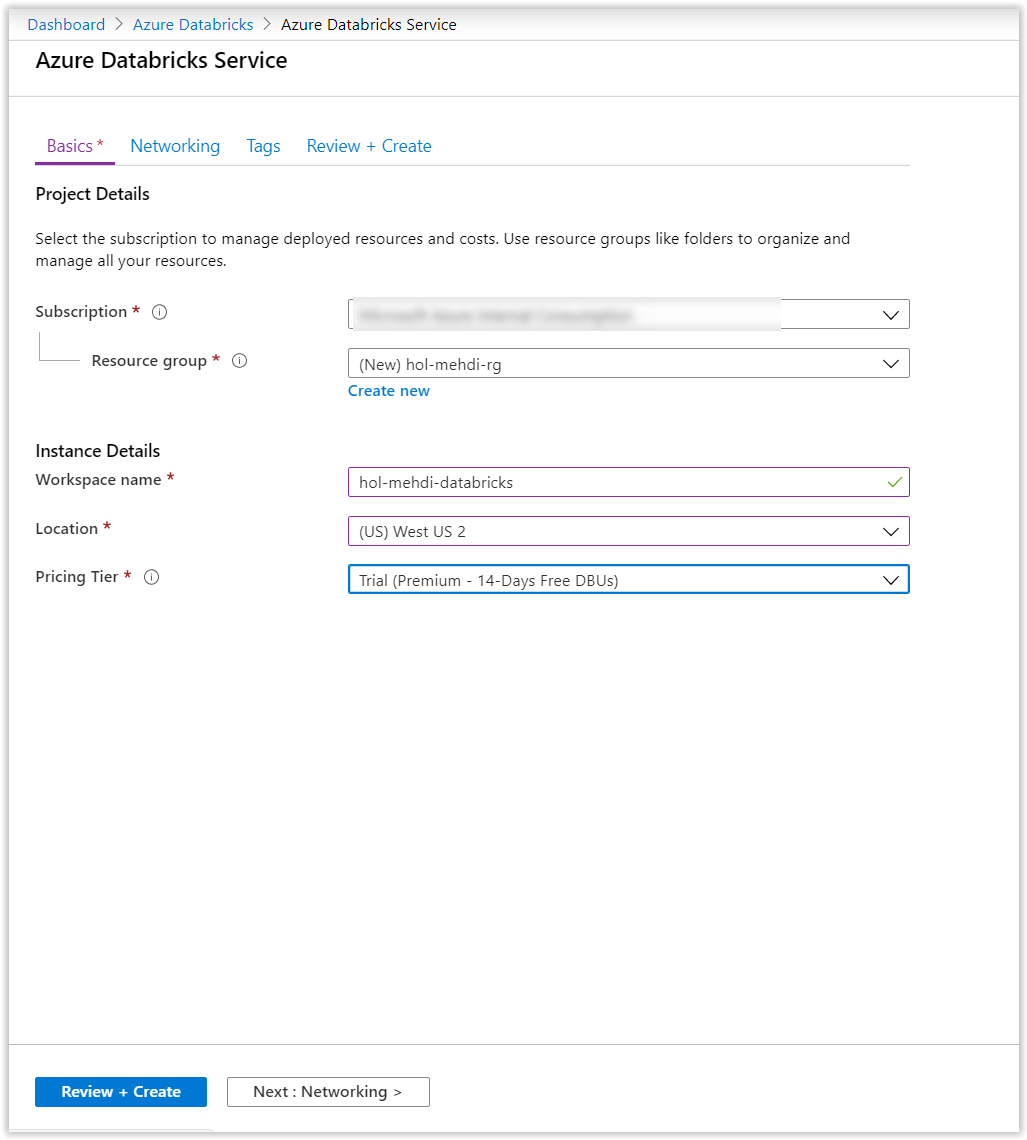 Dashboard > Azure Databricks > Azure Databricks Service
Azure Databricks Service
Basics * Networking Tags Review + Create
Project Details
Select the subscription to manage deployed resources and costs. Use resource groups like folders to organize and
manage all your resources.
Subscription *
Resource group * (New) hol-mehdi-rg
Create new
Instance Details
Workspace name * hol-mehdi-databricks
Location * (US) West US 2
Pricing Tier * Trial (Premium - 14-Days Free DBUs)
Review + Create Next : Networking >